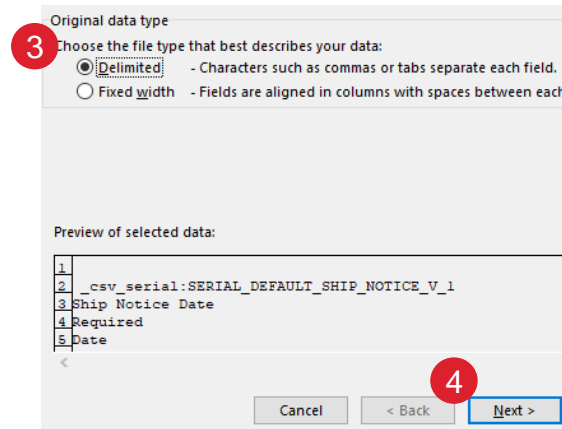 Original data type
3
Choose the file type that best describes your data:
Delimited - Characters such as commas or tabs separate each field.
Fixed width - Fields are aligned in columns with spaces between each
Preview of selected data:
1
2 _csv_serial:SERIAL_DEFAULT_SHIP_NOTICE_V_1
3 Ship Notice Date
4 Required
5 Date
<
4
Cancel < Back Next >